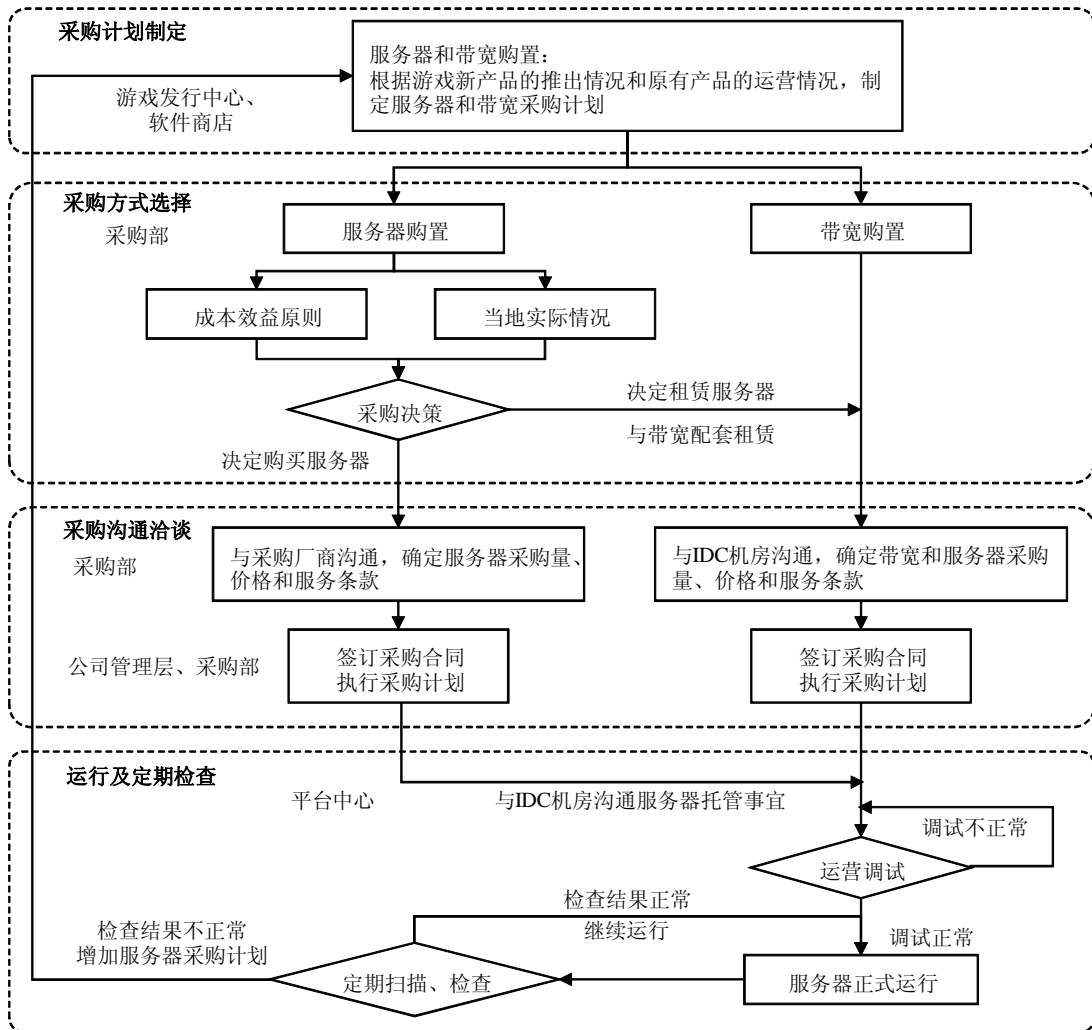 采购计划制定
服务器和带宽购置：
根据游戏新产品的推出情况和原有产品的运营情况，制
定服务器和带宽采购计划
游戏发行中心、
软件商店
采购方式选择
采购部
服务器购置
带宽购置
成本效益原则
当地实际情况
采购决策
决定租赁服务器
与带宽配套租赁
决定购买服务器
采购沟通洽谈
采购部
与采购厂商沟通，确定服务器采购量、
价格和服务条款
与IDC机房沟通，确定带宽和服务器采购
量、价格和服务条款
公司管理层、采购部
签订采购合同
执行采购计划
签订采购合同
执行采购计划
运行及定期检查
平台中心
与IDC机房沟通服务器托管事宜
调试不正常
运营调试
检查结果正常
继续运行
调试正常
检查结果不正常
增加服务器采购计划
定期扫描、检查
服务器正式运行